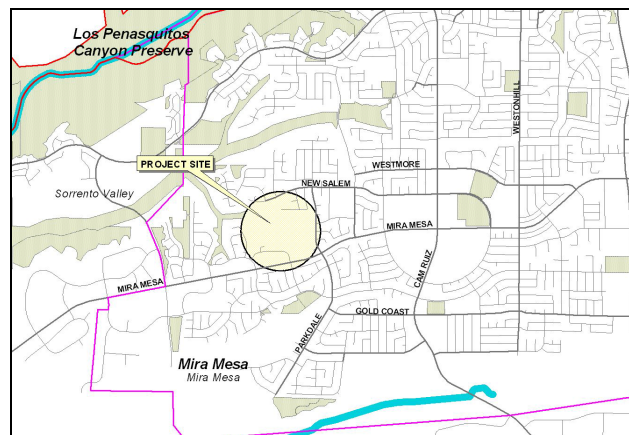 Los Penasquitos
Canyon Preserve
WESTONHILL
PROJECT SITE
WESTMORE
Sorrento Valley
NEW SALEM
MIRA MESA
CAM RUIZ
MIRA MESA
GOLD COAST
PARKDALE
Mira Mesa
Mira Mesa